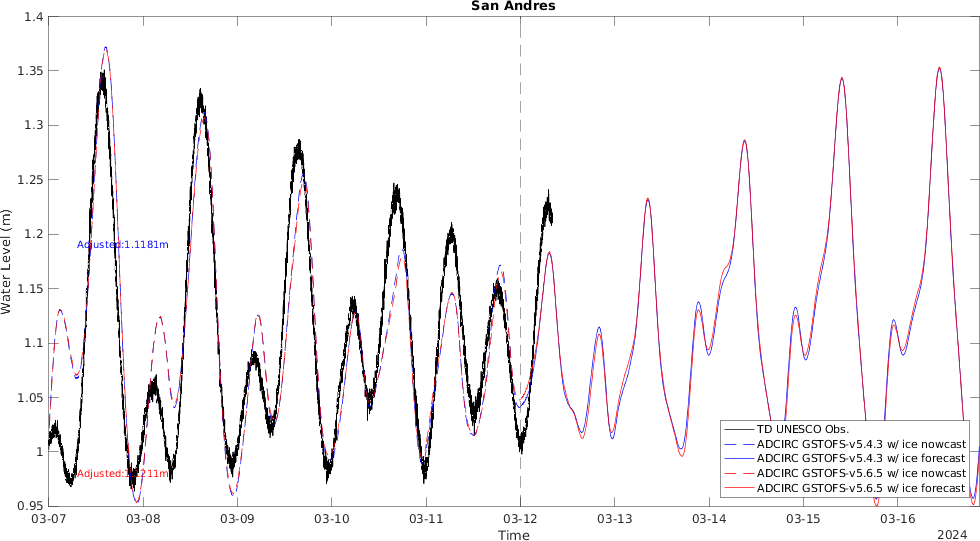 San Andres
1.4
1.35
1.3
1.25
1.2
1.15
1.1
1.05
1
0.95
Water Level (m)
Adjusted:1.1181m
03-07
03-08
03-09
03-10
03-11
03-12
03-13
03-14
03-15
03-16
Time
2024
TD UNESCO Obs.
ADCIRC GSTOFS-v5.4.3 w/ ice nowcast
ADCIRC GSTOFS-v5.4.3 w/ ice forecast
ADCIRC GSTOFS-v5.6.5 w/ ice nowcast
ADCIRC GSTOFS-v5.6.5 w/ ice forecast